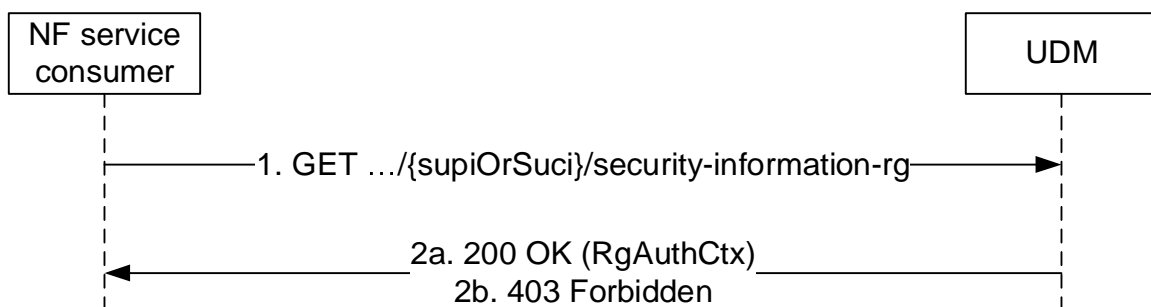 NF service
consumer
UDM
1. GET …/{supiOrSuci}/security-information-rg
2a. 200 OK (RgAuthCtx)
2b. 403 Forbidden